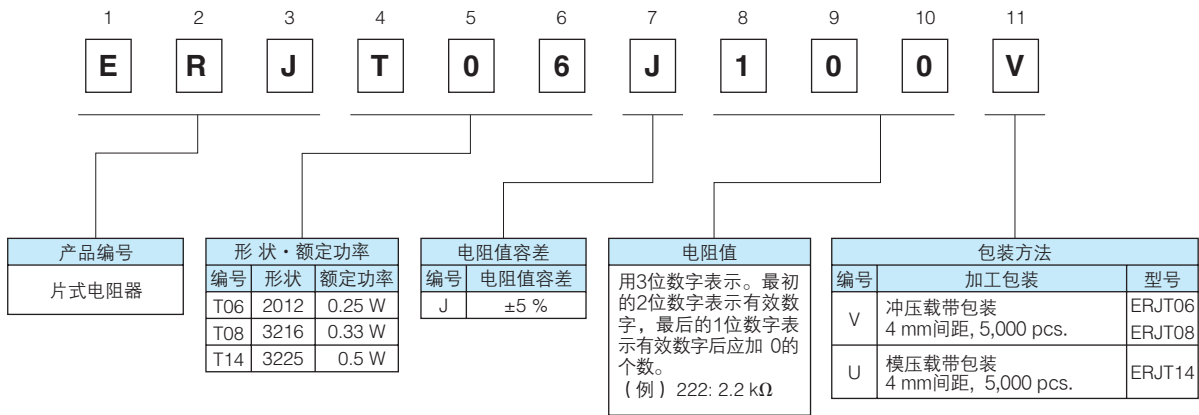 1 2 3 4 5 6 7 8 9 10 11
E R J T 0 6 J 1 0 0 V
产品编号
片式电阻器
形 状・额定功率
编号 形状 额定功率
T06 2012 0.25 W
T08 3216 0.33 W
T14 3225 0.5 W
电阻值容差
编号 电阻值容差
J ±5 %
电阻值
用3位数字表示。最初
的2位数字表示有效数
字，最后的1位数字表
示有效数字后应加 0的
个数。
（例）222: 2.2 kΩ
包装方法
编号 加工包装 型号
V 冲压载带包装 ERJT06
4 mm间距, 5,000 pcs. ERJT08
U 模压载带包装 ERJT14
4 mm间距, 5,000 pcs.